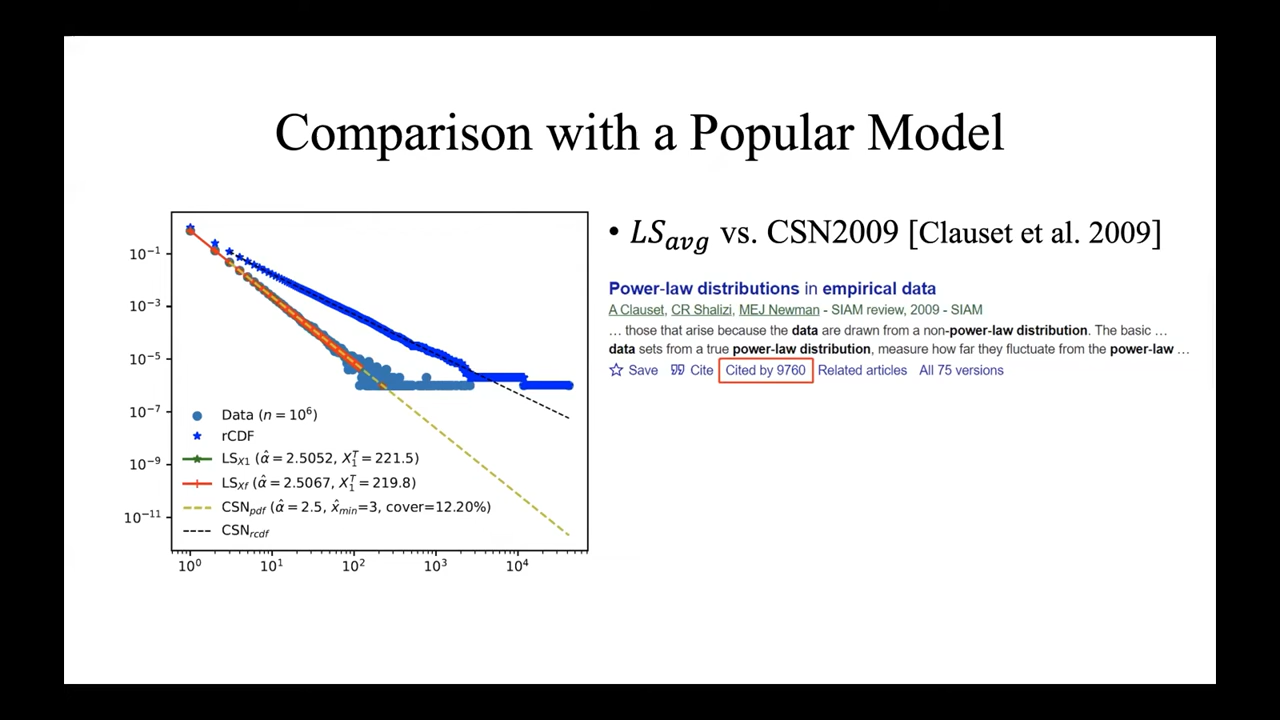 Comparison with a Popular Model
10⁻¹
10⁻³
10⁻⁵
10⁻⁷
10⁻⁹
10⁻¹¹
Data (n = 10⁶)
rCDF
LS_X1 (α̂ = 2.5052, X₁ᵀ = 221.5)
LS_Xf (α̂ = 2.5067, X₁ᵀ = 219.8)
CSN_pdf (α̂ = 2.5, x̂_min=3, cover=12.20%)
CSN_rcdf
10⁰ 10¹ 10² 10³ 10⁴
• LS_avg vs. CSN2009 [Clauset et al. 2009]
Power-law distributions in empirical data
A Clauset, CR Shalizi, MEJ Newman - SIAM review, 2009 - SIAM
… those that arise because the data are drawn from a non-power-law distribution. The basic …
data sets from a true power-law distribution, measure how far they fluctuate from the power-law …
Save Cite Cited by 9760 Related articles All 75 versions